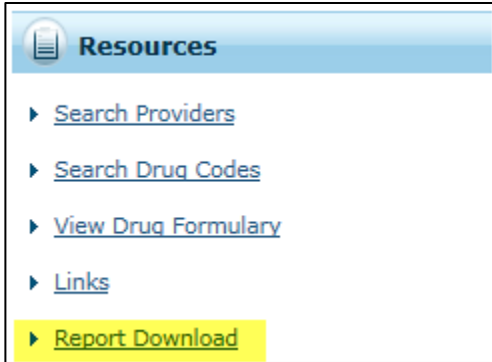 Resources
Search Providers
Search Drug Codes
View Drug Formulary
Links
Report Download